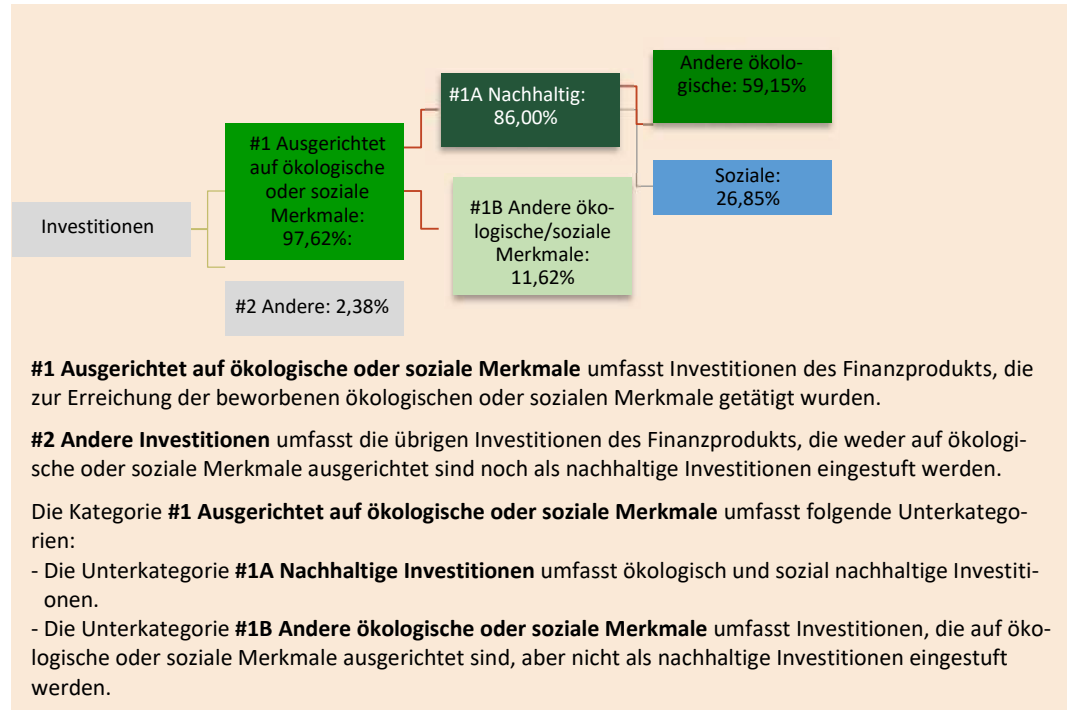 Investitionen
#1 Ausgerichtet
auf ökologische
oder soziale
Merkmale:
97,62%:
#2 Andere: 2,38%
#1A Nachhaltig:
86,00%
#1B Andere öko-
logische/soziale
Merkmale:
11,62%
Andere ökolo-
gische: 59,15%
Soziale:
26,85%
#1 Ausgerichtet auf ökologische oder soziale Merkmale umfasst Investitionen des Finanzprodukts, die
zur Erreichung der beworbenen ökologischen oder sozialen Merkmale getätigt wurden.
#2 Andere Investitionen umfasst die übrigen Investitionen des Finanzprodukts, die weder auf ökologi-
sche oder soziale Merkmale ausgerichtet sind noch als nachhaltige Investitionen eingestuft werden.
Die Kategorie #1 Ausgerichtet auf ökologische oder soziale Merkmale umfasst folgende Unterkatego-
rien:
- Die Unterkategorie #1A Nachhaltige Investitionen umfasst ökologisch und sozial nachhaltige Investiti-
onen.
- Die Unterkategorie #1B Andere ökologische oder soziale Merkmale umfasst Investitionen, die auf öko-
logische oder soziale Merkmale ausgerichtet sind, aber nicht als nachhaltige Investitionen eingestuft
werden.